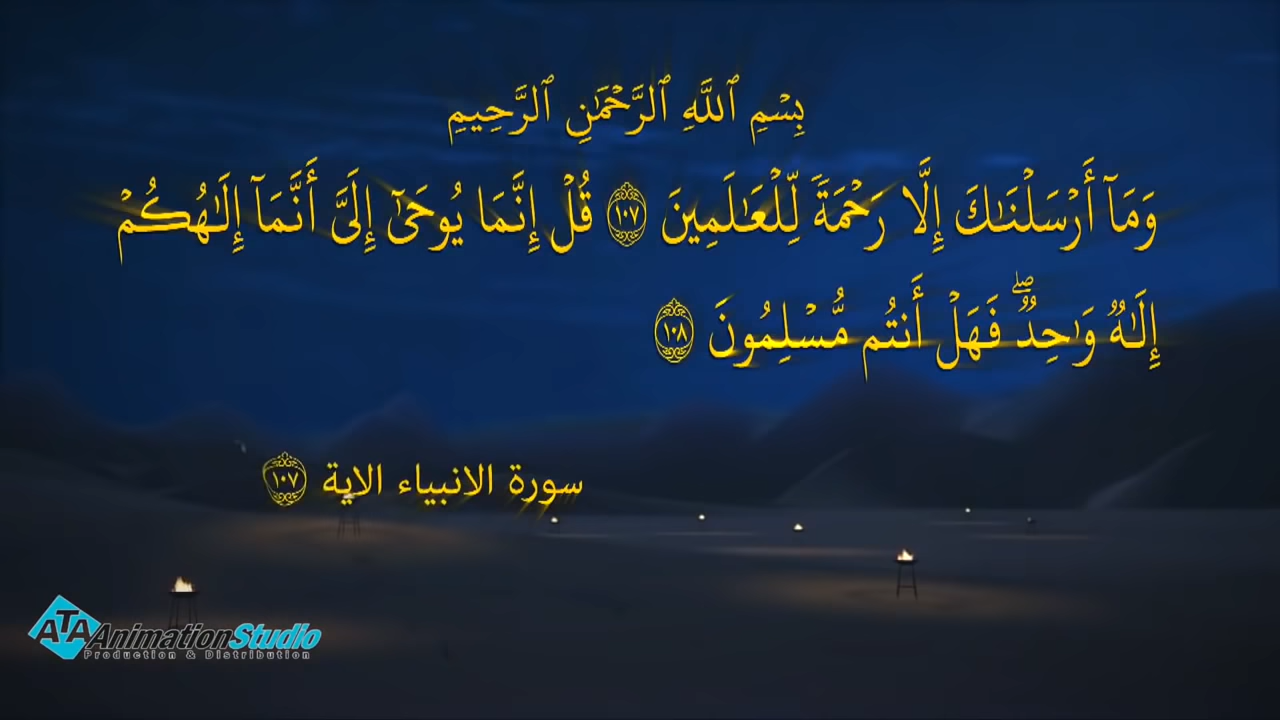 بِسْمِ ٱللَّهِ ٱلرَّحْمَٰنِ ٱلرَّحِيمِ
وَمَآ أَرْسَلْنَـٰكَ إِلَّا رَحْمَةً لِّلْعَـٰلَمِينَ ١٠٧ قُلْ إِنَّمَا يُوحَىٰٓ إِلَىَّ أَنَّمَآ إِلَـٰهُكُمْ
إِلَـٰهٌ وَٰحِدٌ ۖ فَهَلْ أَنتُم مُّسْلِمُونَ ١٠٨
سورة الانبياء الاية ١٠٧
ATA AnimationStudio
Production & Distribution